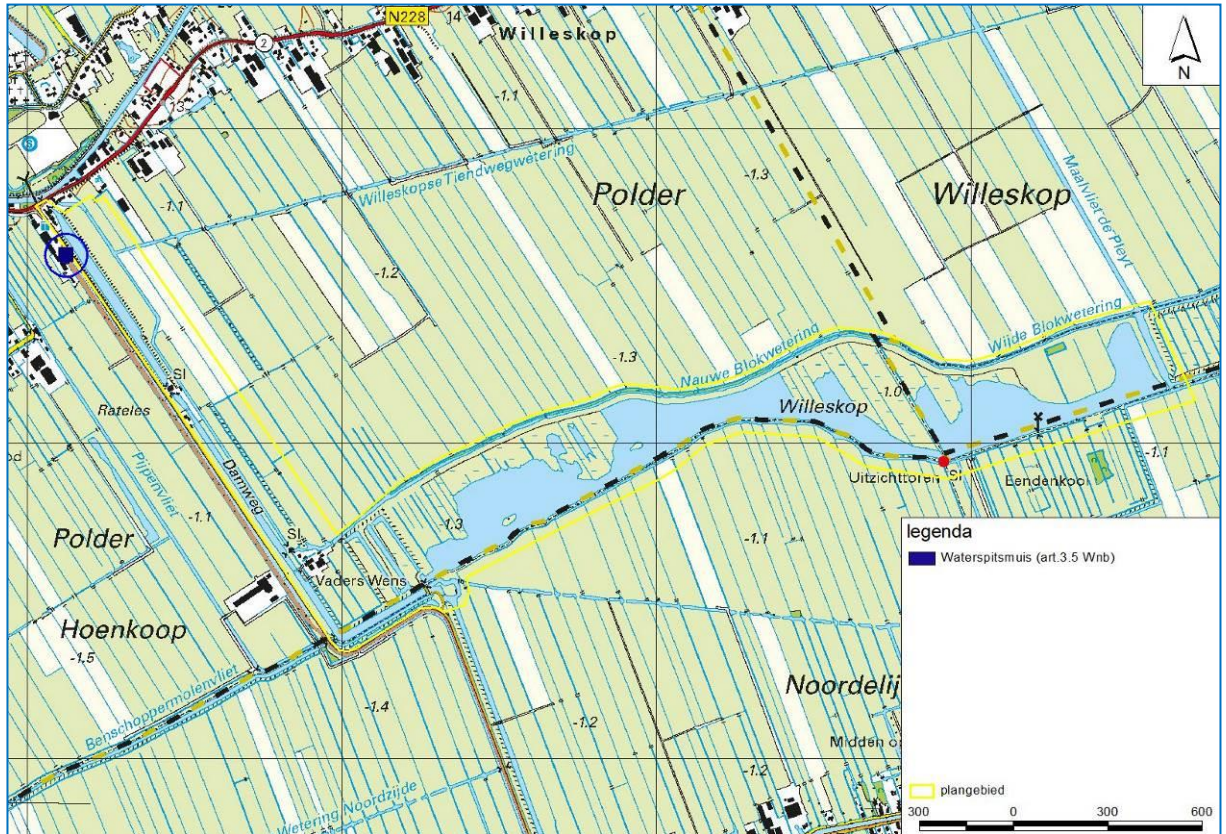 N228
14
Willeskop
N
2
-1.1
13
-1.3
Willeskopse Tiendwegwetering
Polder
Willeskop
Maalvliet de Pleyt
-1.1
-1.2
SI
Rateles
Nauwe Blokwetering
Wijde Blokwetering
-1.3
-1.0
Willeskop
Pijpenvliet
Damweg
-1.1
Uitzichttoren
SI
Eendenkooi
-1.1
Polder
SI
-1.3
-1.1
Vaders Wens
legenda
Waterspitsmuis (art.3.5 Wnb)
Hoenkoop
-1.5
Benschoppermolenvliet
-1.4
-1.2
Noordelij
Midden op
-1.2
Wetering Noordzijde
plangebied
300 0 300 600